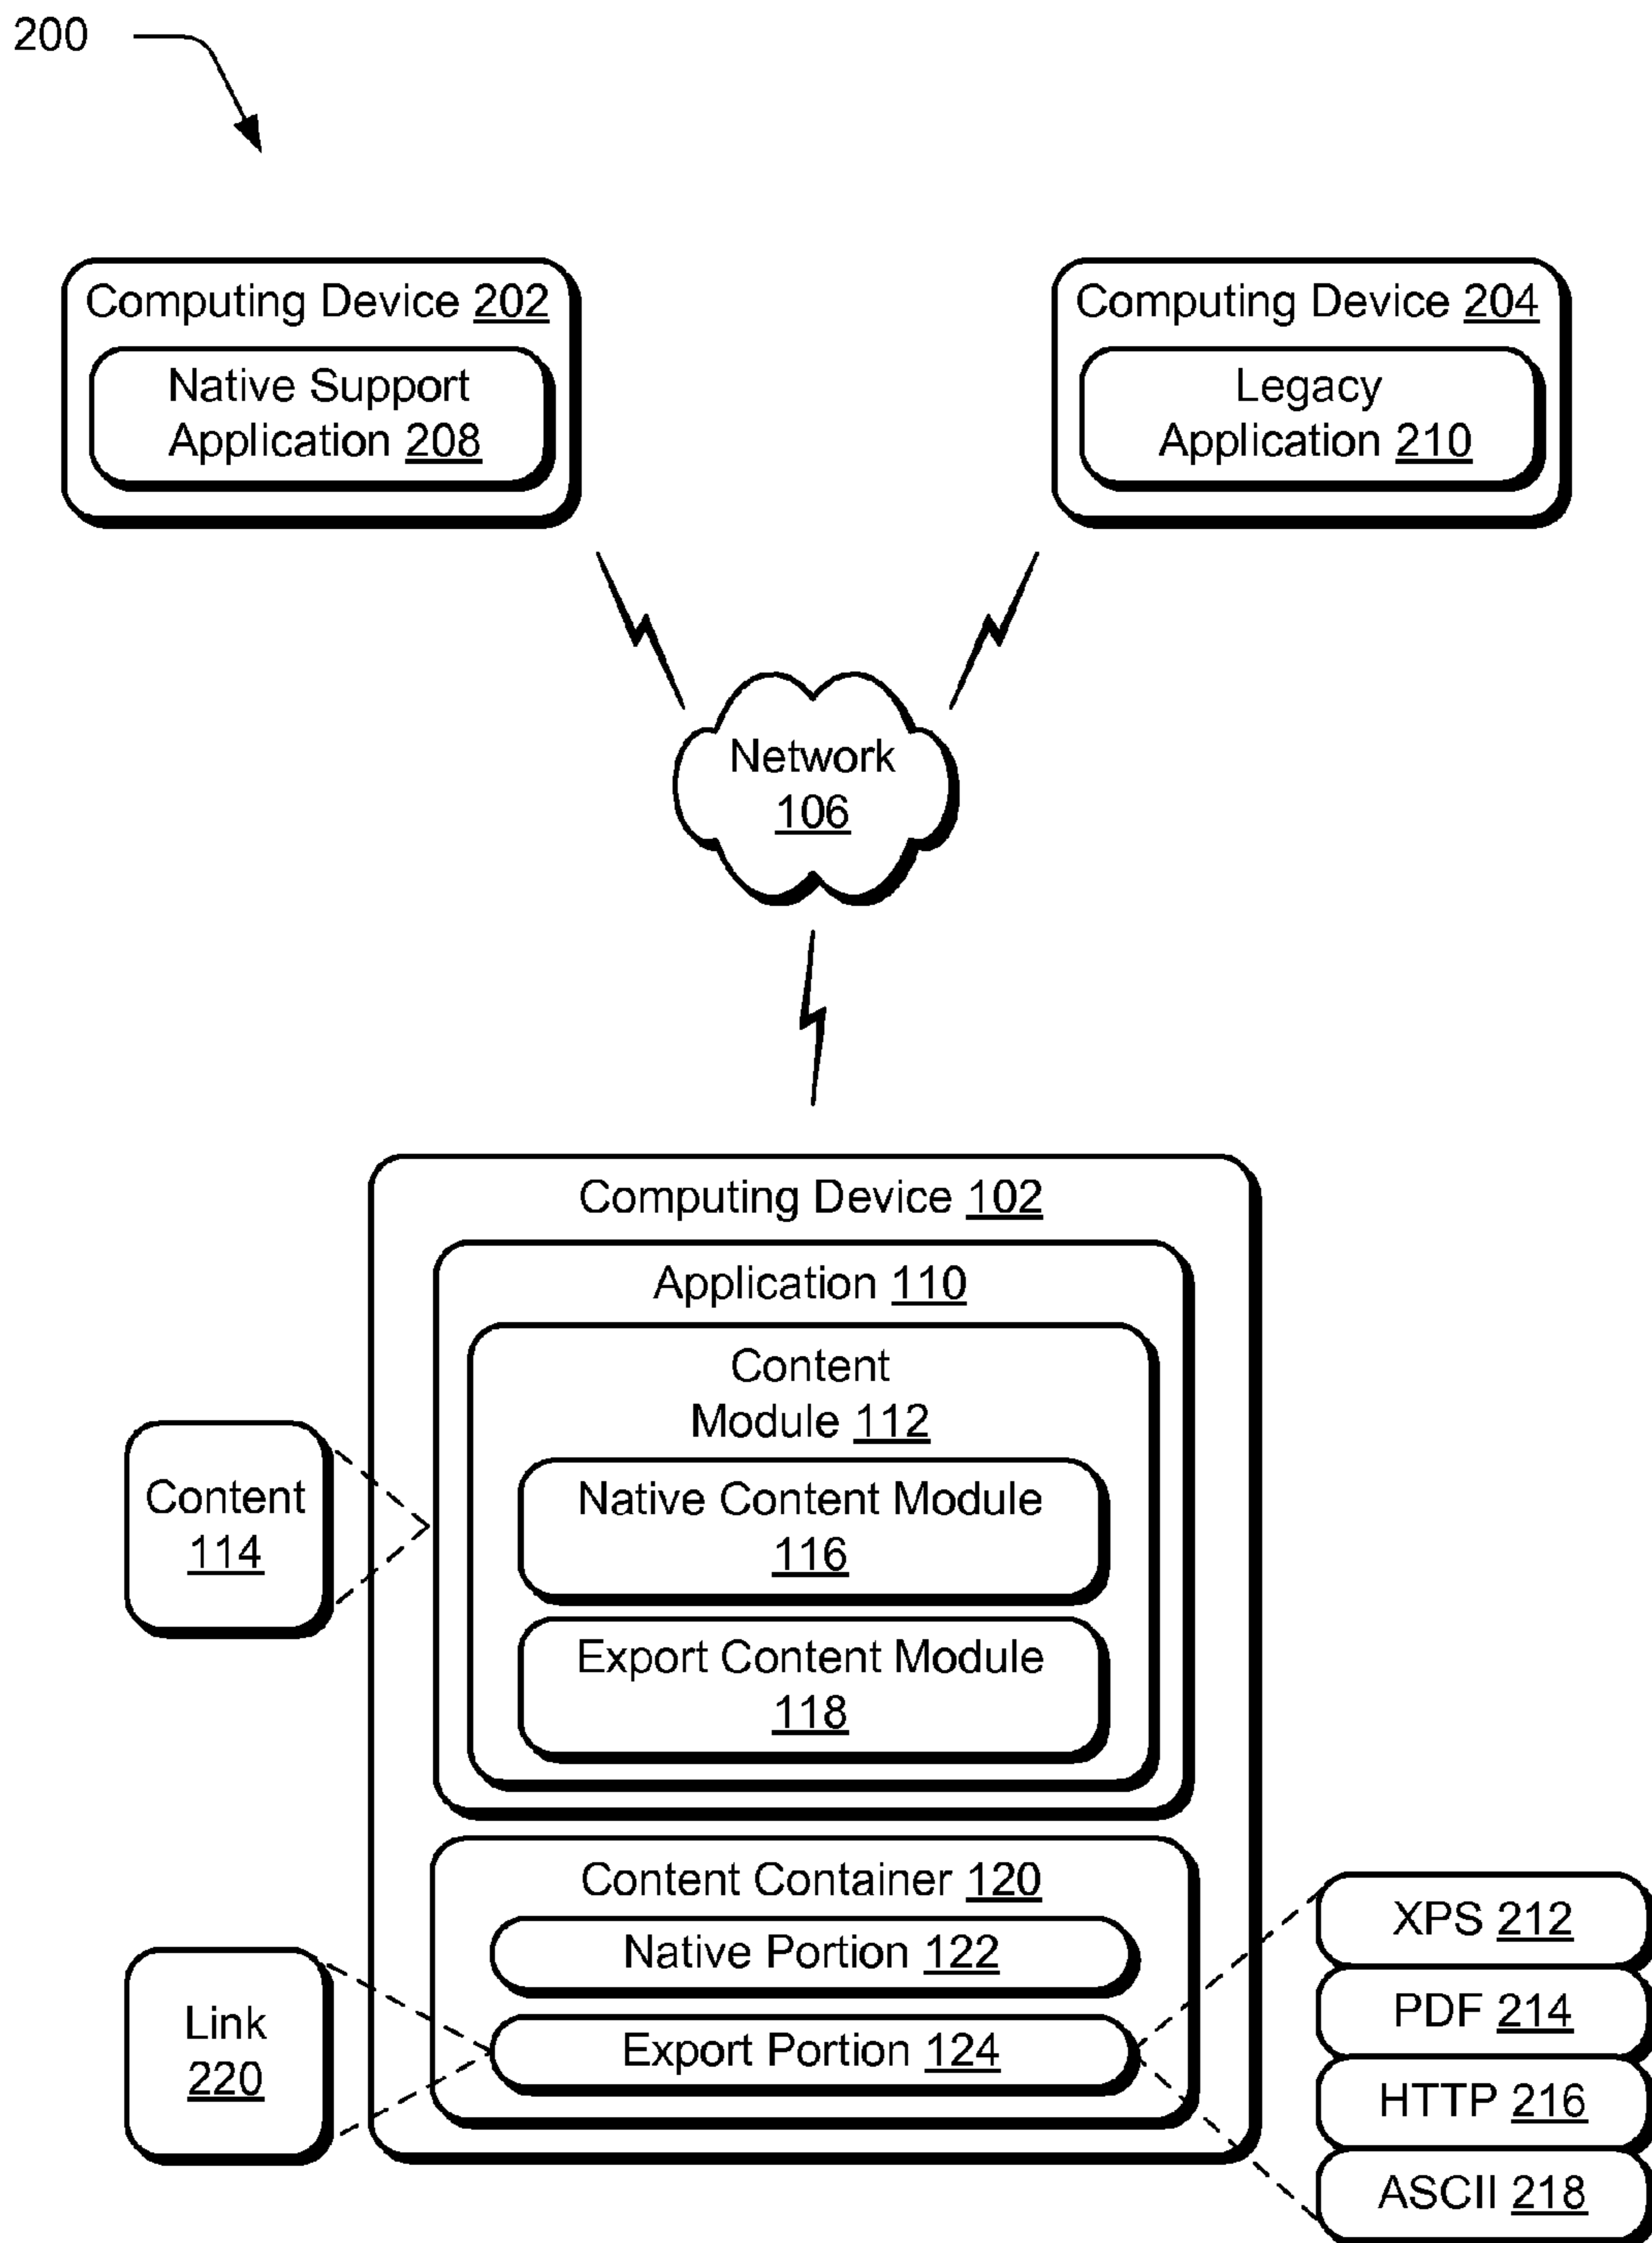 200
Computing Device 202
Native Support
Application 208
Computing Device 204
Legacy
Application 210
Network
106
Computing Device 102
Application 110
Content
Module 112
Native Content Module
116
Export Content Module
118
Content
114
Content Container 120
Native Portion 122
Export Portion 124
Link
220
XPS 212
PDF 214
HTTP 216
ASCII 218